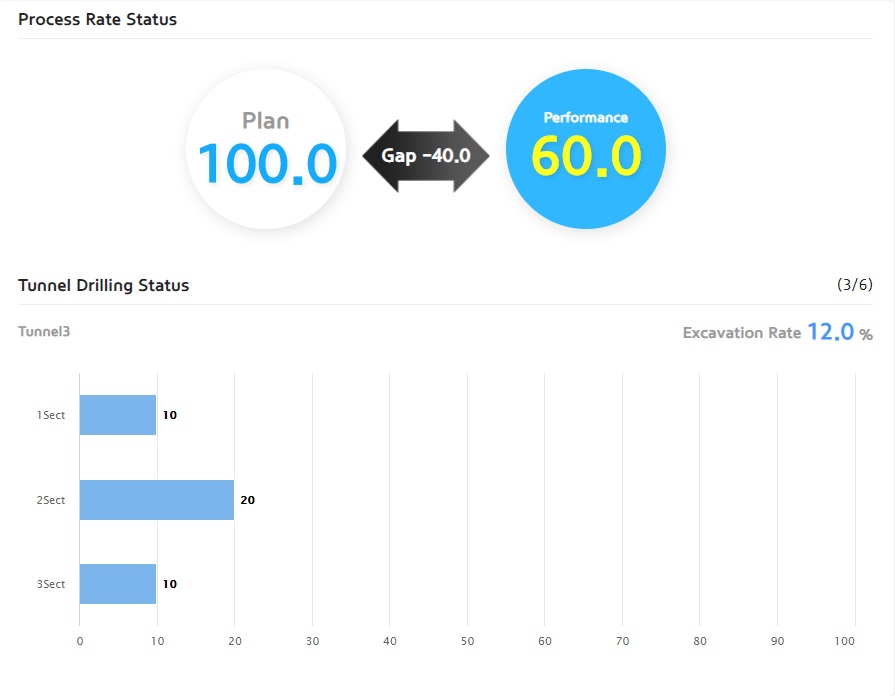 Process Rate Status
Plan
100.0
Gap -40.0
Performance
60.0
Tunnel Drilling Status
(3/6)
Tunnel3
Excavation Rate 12.0 %
1Sect
10
2Sect
20
3Sect
10
0 10 20 30 40 50 60 70 80 90 100